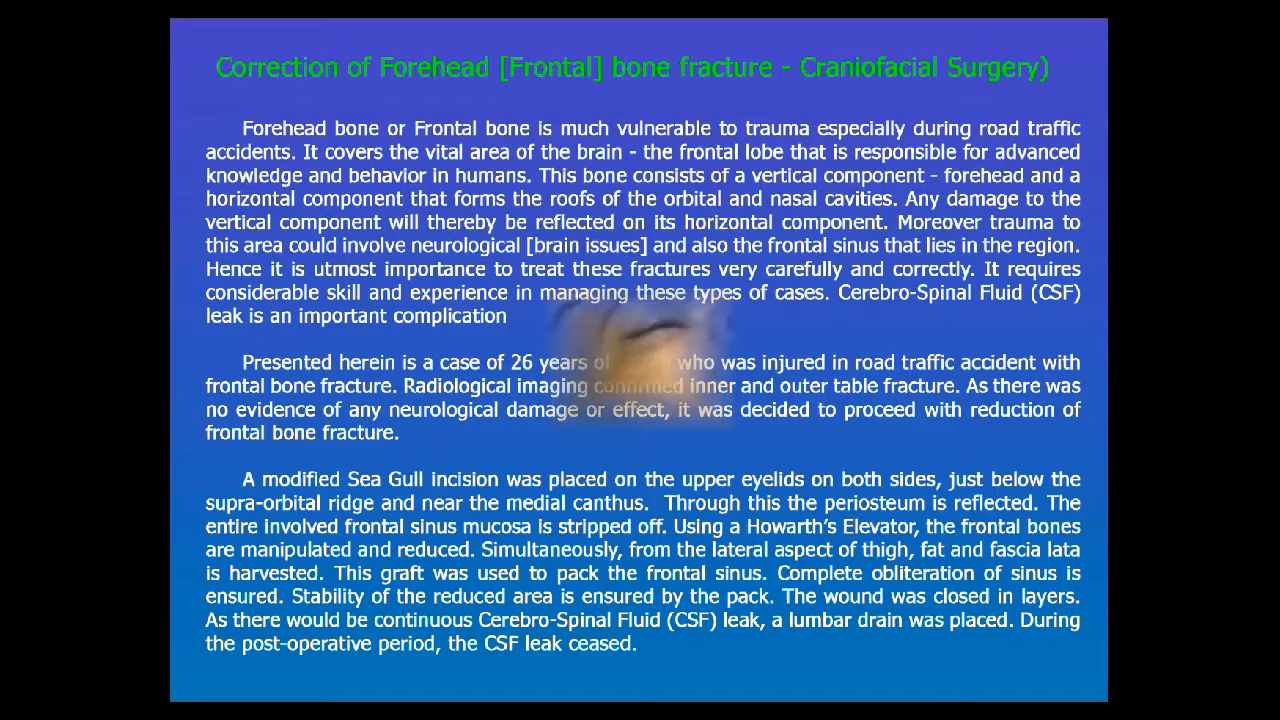 Correction of Forehead [Frontal] bone fracture - Craniofacial Surgery)
Forehead bone or Frontal bone is much vulnerable to trauma especially during road traffic
accidents. It covers the vital area of the brain - the frontal lobe that is responsible for advanced
knowledge and behavior in humans. This bone consists of a vertical component - forehead and a
horizontal component that forms the roofs of the orbital and nasal cavities. Any damage to the
vertical component will thereby be reflected on its horizontal component. Moreover trauma to
this area could involve neurological [brain issues] and also the frontal sinus that lies in the region.
Hence it is utmost importance to treat these fractures very carefully and correctly. It requires
considerable skill and experience in managing these types of cases. Cerebro-Spinal Fluid (CSF)
leak is an important complication
Presented herein is a case of 26 years who was injured in road traffic accident with
frontal bone fracture. Radiological imaging confirmed inner and outer table fracture. As there was
no evidence of any neurological damage or effect, it was decided to proceed with reduction of
frontal bone fracture.
A modified Sea Gull incision was placed on the upper eyelids on both sides, just below the
supra-orbital ridge and near the medial canthus. Through this the periosteum is reflected. The
entire involved frontal sinus mucosa is stripped off. Using a Howarth's Elevator, the frontal bones
are manipulated and reduced. Simultaneously, from the lateral aspect of thigh, fat and fascia lata
is harvested. This graft was used to pack the frontal sinus. Complete obliteration of sinus is
ensured. Stability of the reduced area is ensured by the pack. The wound was closed in layers.
As there would be continuous Cerebro-Spinal Fluid (CSF) leak, a lumbar drain was placed. During
the post-operative period, the CSF leak ceased.